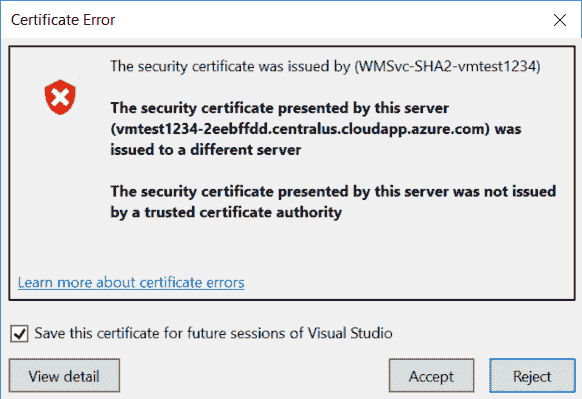 Certificate Error
The security certificate was issued by (WMSvc-SHA2-vmtest1234)
The security certificate presented by this server
(vmtest1234-2eebffdd.centralus.cloudapp.azure.com) was
issued to a different server
The security certificate presented by this server was not issued
by a trusted certificate authority
Learn more about certificate errors
Save this certificate for future sessions of Visual Studio
View detail
Accept
Reject